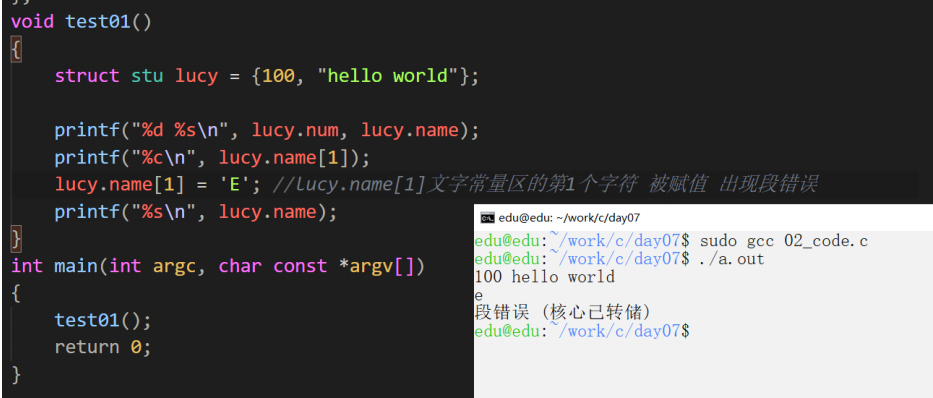 };
void test01()
{
    struct stu lucy = {100, "hello world"};
    printf("%d %s\n", lucy.num, lucy.name);
    printf("%c\n", lucy.name[1]);
    lucy.name[1] = 'E'; //lucy.name[1]文字常量区的第1个字符 被赋值 出现段错误
    printf("%s\n", lucy.name);
}
int main(int argc, char const *argv[])
{
    test01();
    return 0;
}
edu@edu: ~/work/c/day07
edu@edu:~/work/c/day07$ sudo gcc 02_code.c
edu@edu:~/work/c/day07$ ./a.out
100 hello world
e
段错误 (核心已转储)
edu@edu:~/work/c/day07$